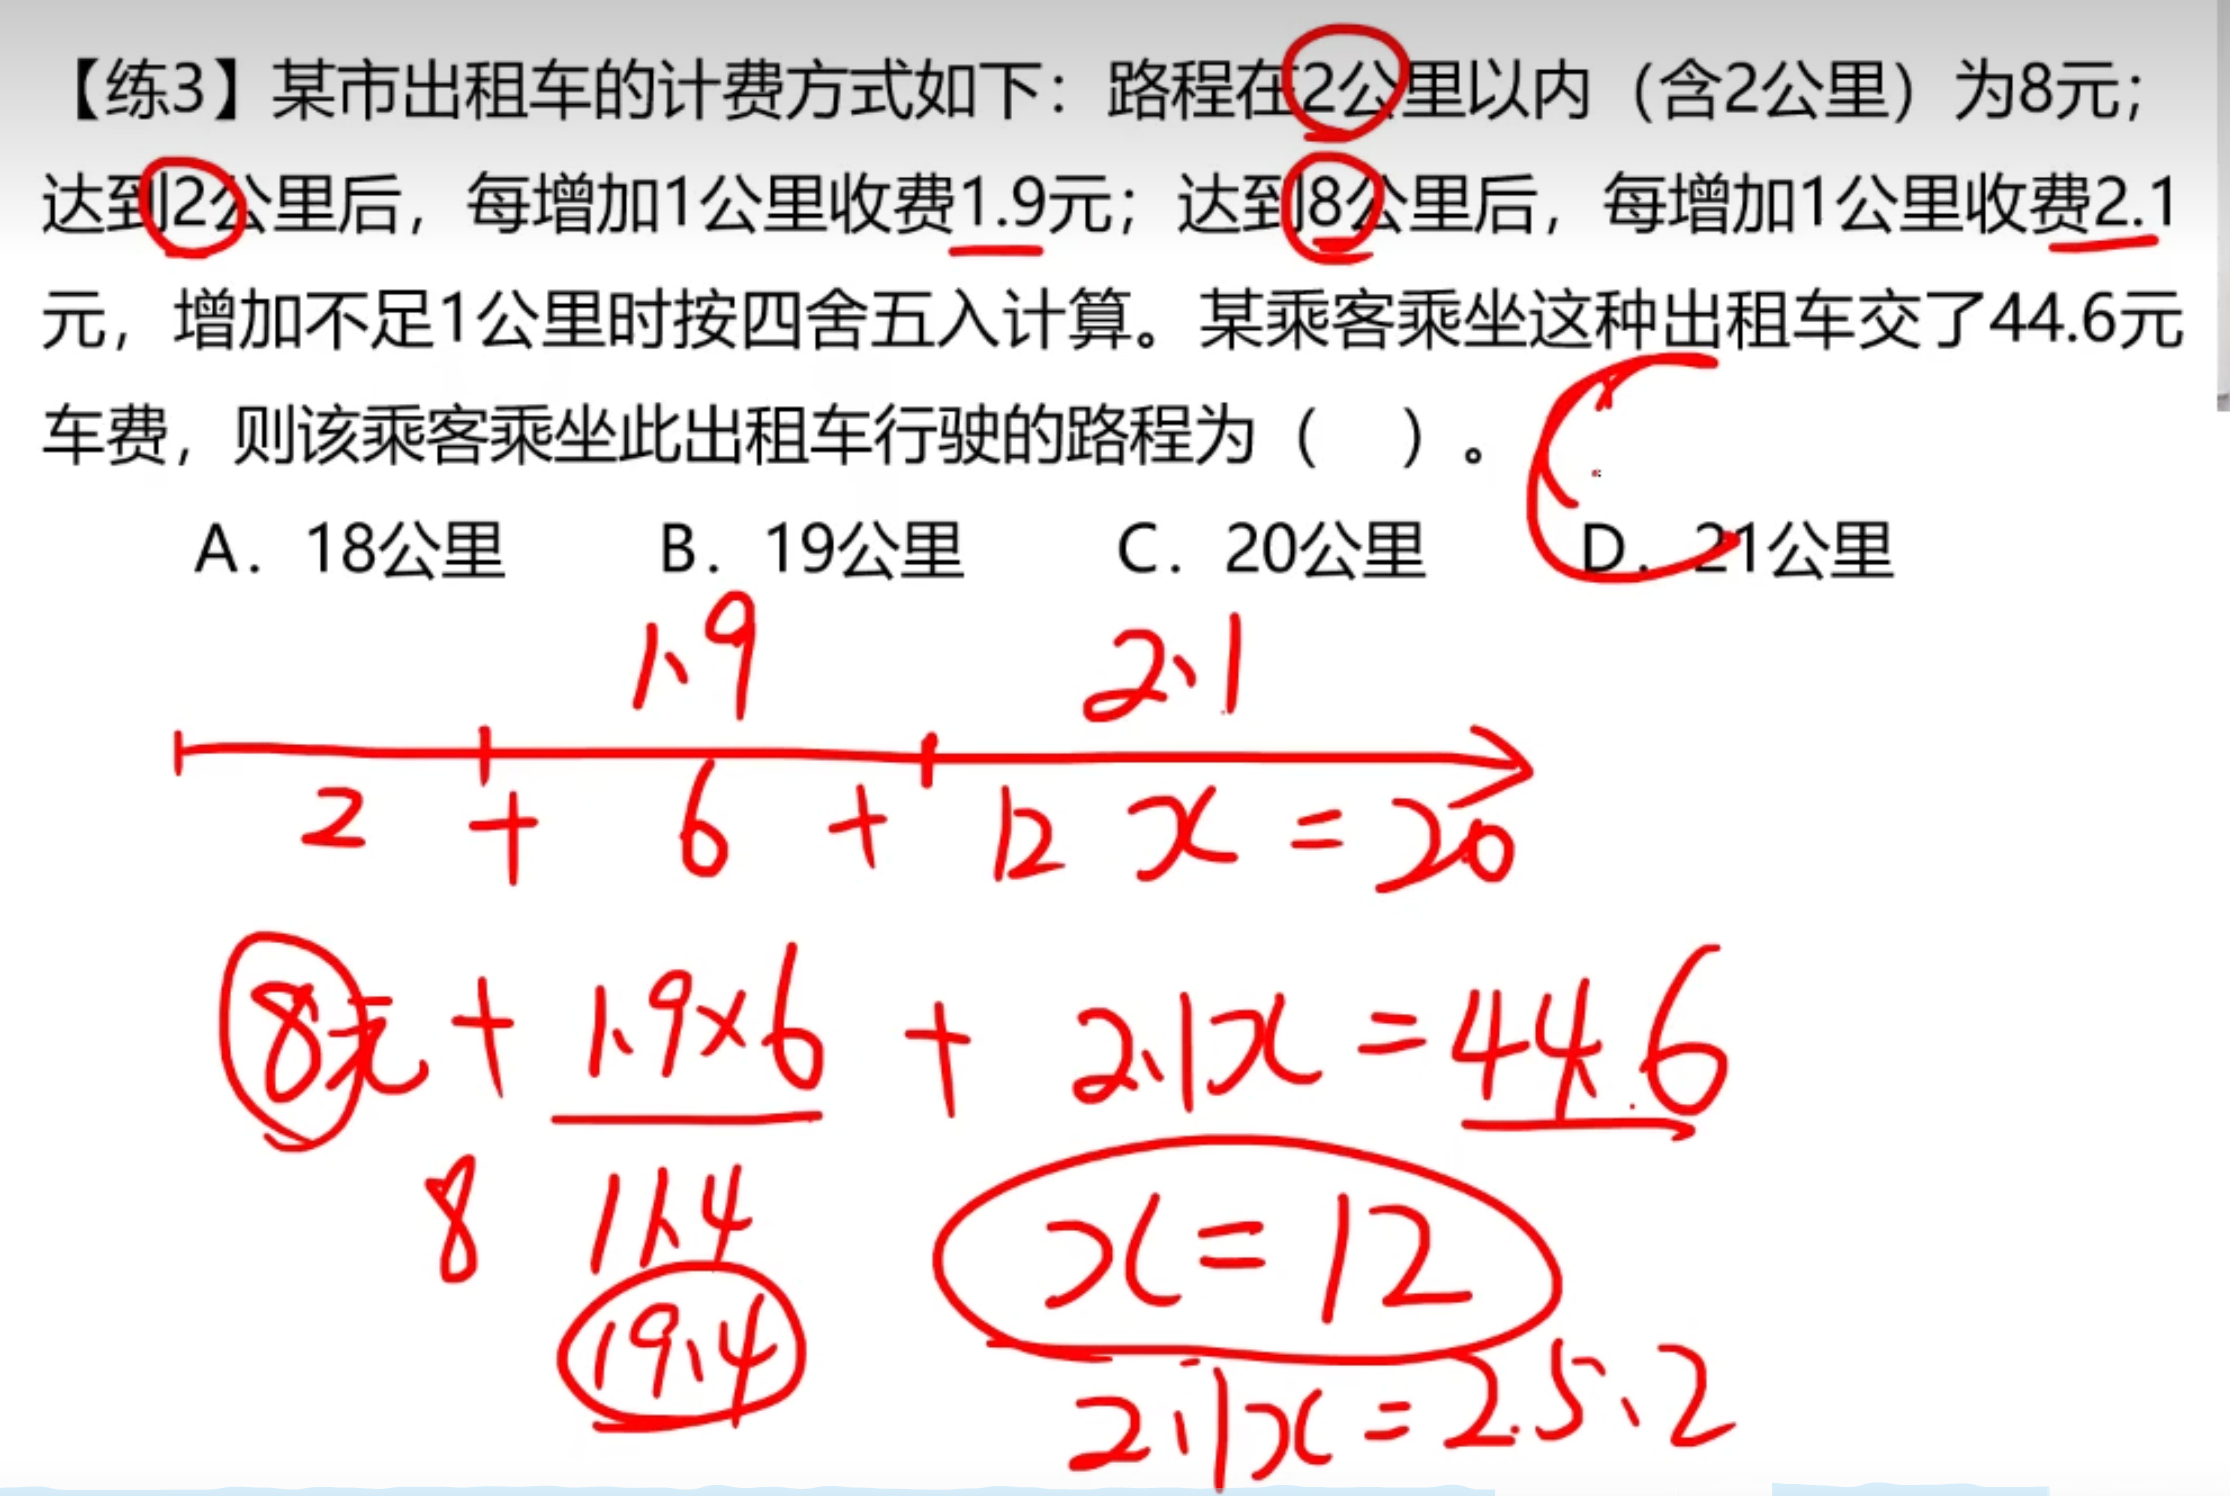 【练3】某市出租车的计费方式如下：路程在2公里以内（含2公里）为8元；
达到2公里后，每增加1公里收费1.9元；达到8公里后，每增加1公里收费2.1
元，增加不足1公里时按四舍五入计算。某乘客乘坐这种出租车交了44.6元
车费，则该乘客乘坐此出租车行驶的路程为（　）。
A. 18公里 B. 19公里 C. 20公里 D. 21公里
1.9 2.1
2 + 6 + 12 x = 20
8元 + 1.9×6 + 2.1x = 44.6
8 11.4 x = 12
19.4
2.1x = 25.2